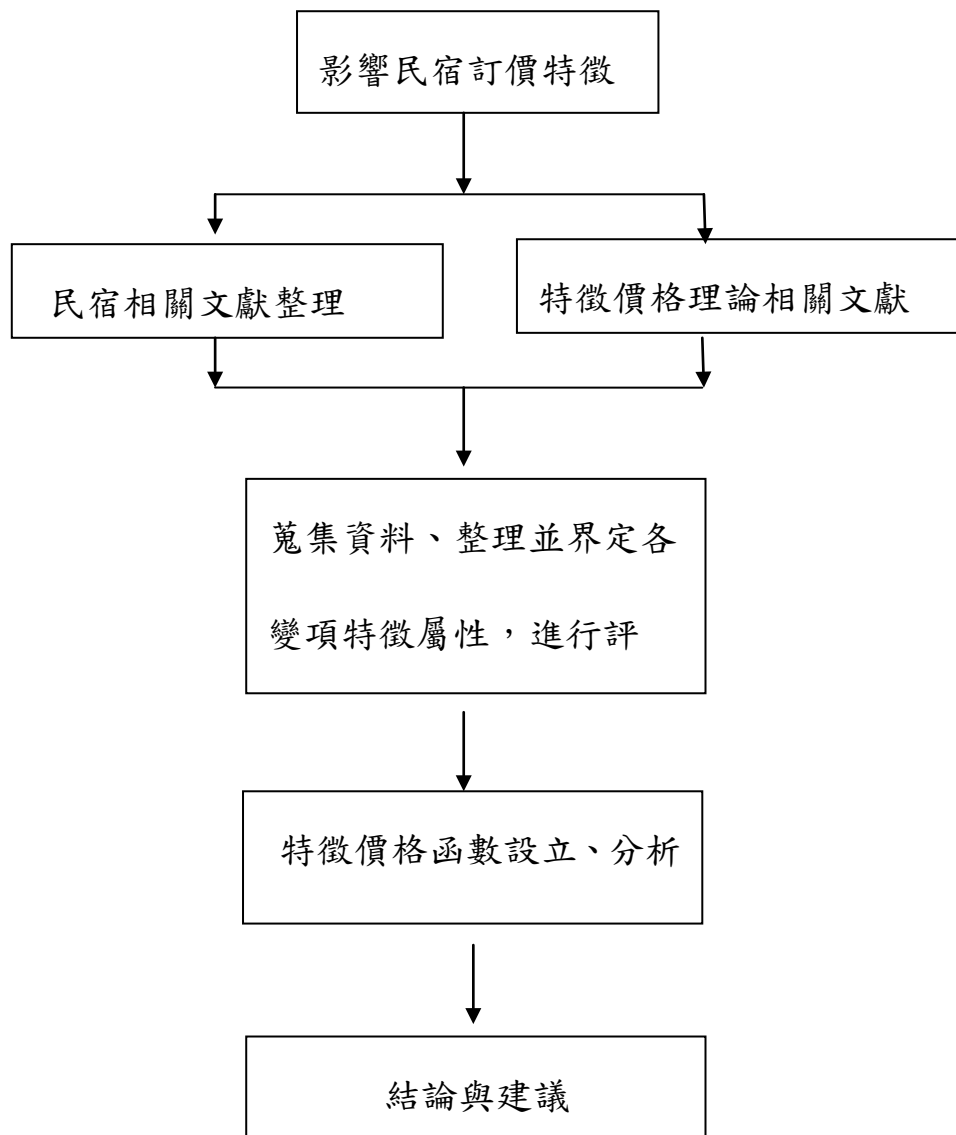 影響民宿訂價特徵
民宿相關文獻整理
特徵價格理論相關文獻
蒐集資料、整理並界定各
變項特徵屬性，進行評
特徵價格函數設立、分析
結論與建議